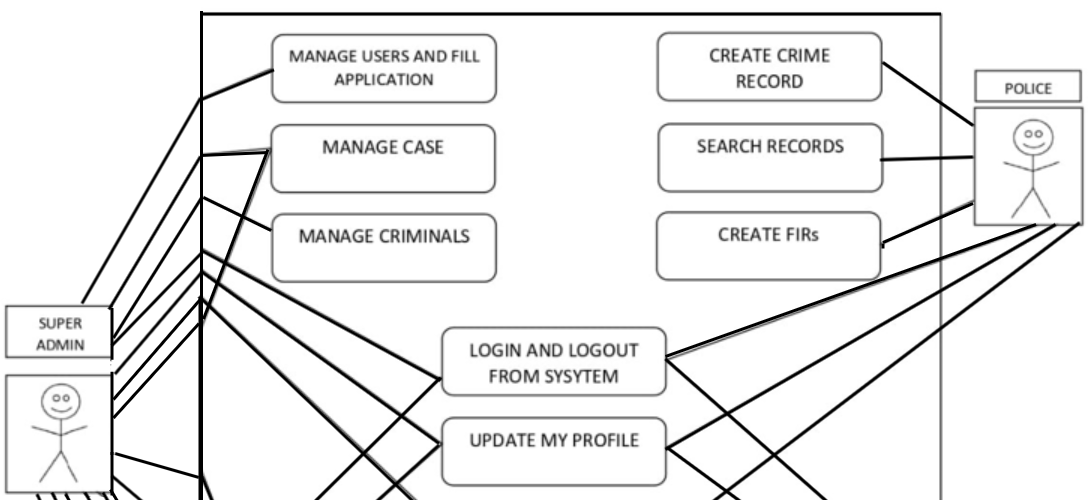 MANAGE USERS AND FILL
APPLICATION
CREATE CRIME
RECORD
POLICE
MANAGE CASE
SEARCH RECORDS
MANAGE CRIMINALS
CREATE FIRs
SUPER
ADMIN
LOGIN AND LOGOUT
FROM SYSYTEM
UPDATE MY PROFILE